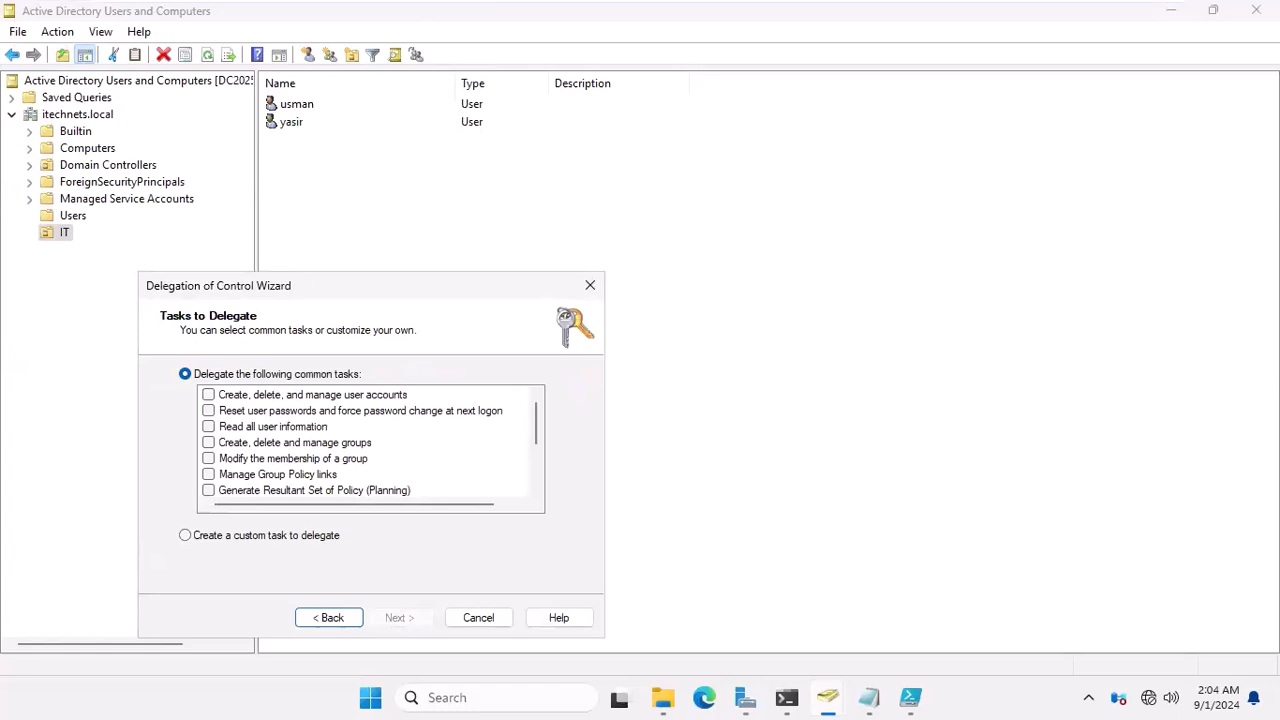 Active Directory Users and Computers
File Action View Help
Active Directory Users and Computers [DC2025
Saved Queries
itechnets.local
Builtin
Computers
Domain Controllers
ForeignSecurityPrincipals
Managed Service Accounts
Users
IT
Name Type Description
usman User
yasir User
Delegation of Control Wizard
Tasks to Delegate
You can select common tasks or customize your own.
Delegate the following common tasks:
Create, delete, and manage user accounts
Reset user passwords and force password change at next logon
Read all user information
Create, delete and manage groups
Modify the membership of a group
Manage Group Policy links
Generate Resultant Set of Policy (Planning)
Create a custom task to delegate
< Back Next > Cancel Help
Search
2:04 AM
9/1/2024